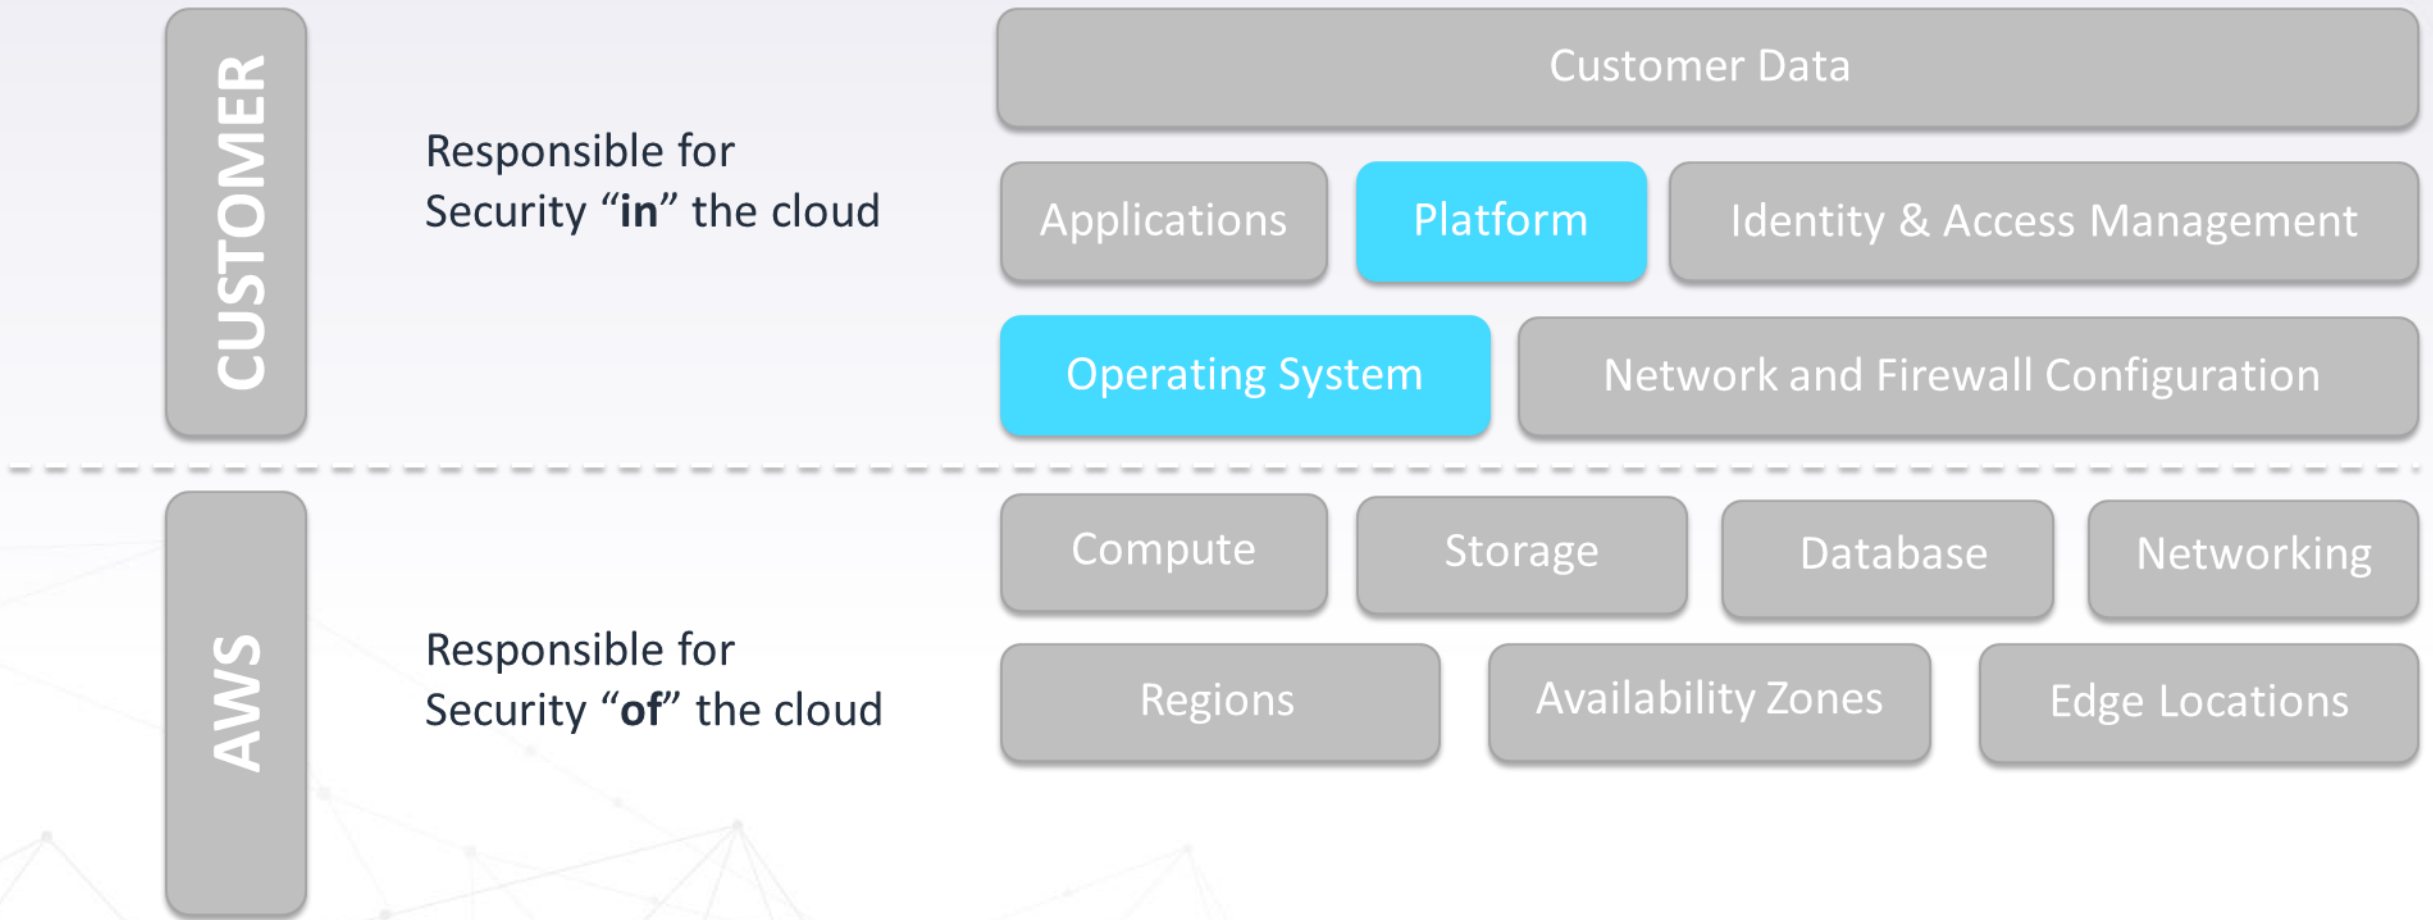 CUSTOMER
Responsible for
Security “in” the cloud
Customer Data
Applications
Platform
Identity & Access Management
Operating System
Network and Firewall Configuration
AWS
Responsible for
Security “of” the cloud
Compute
Storage
Database
Networking
Regions
Availability Zones
Edge Locations